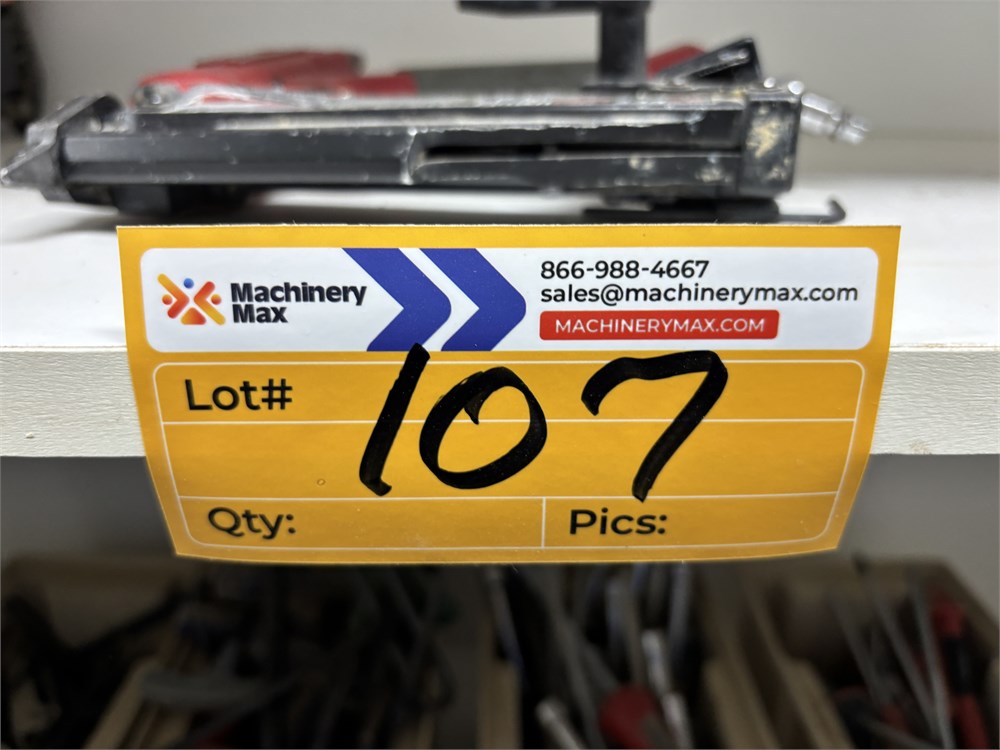 Machinery
Max
866-988-4667
sales@machinerymax.com
MACHINERYMAX.COM
Lot# 107
Qty: Pics: